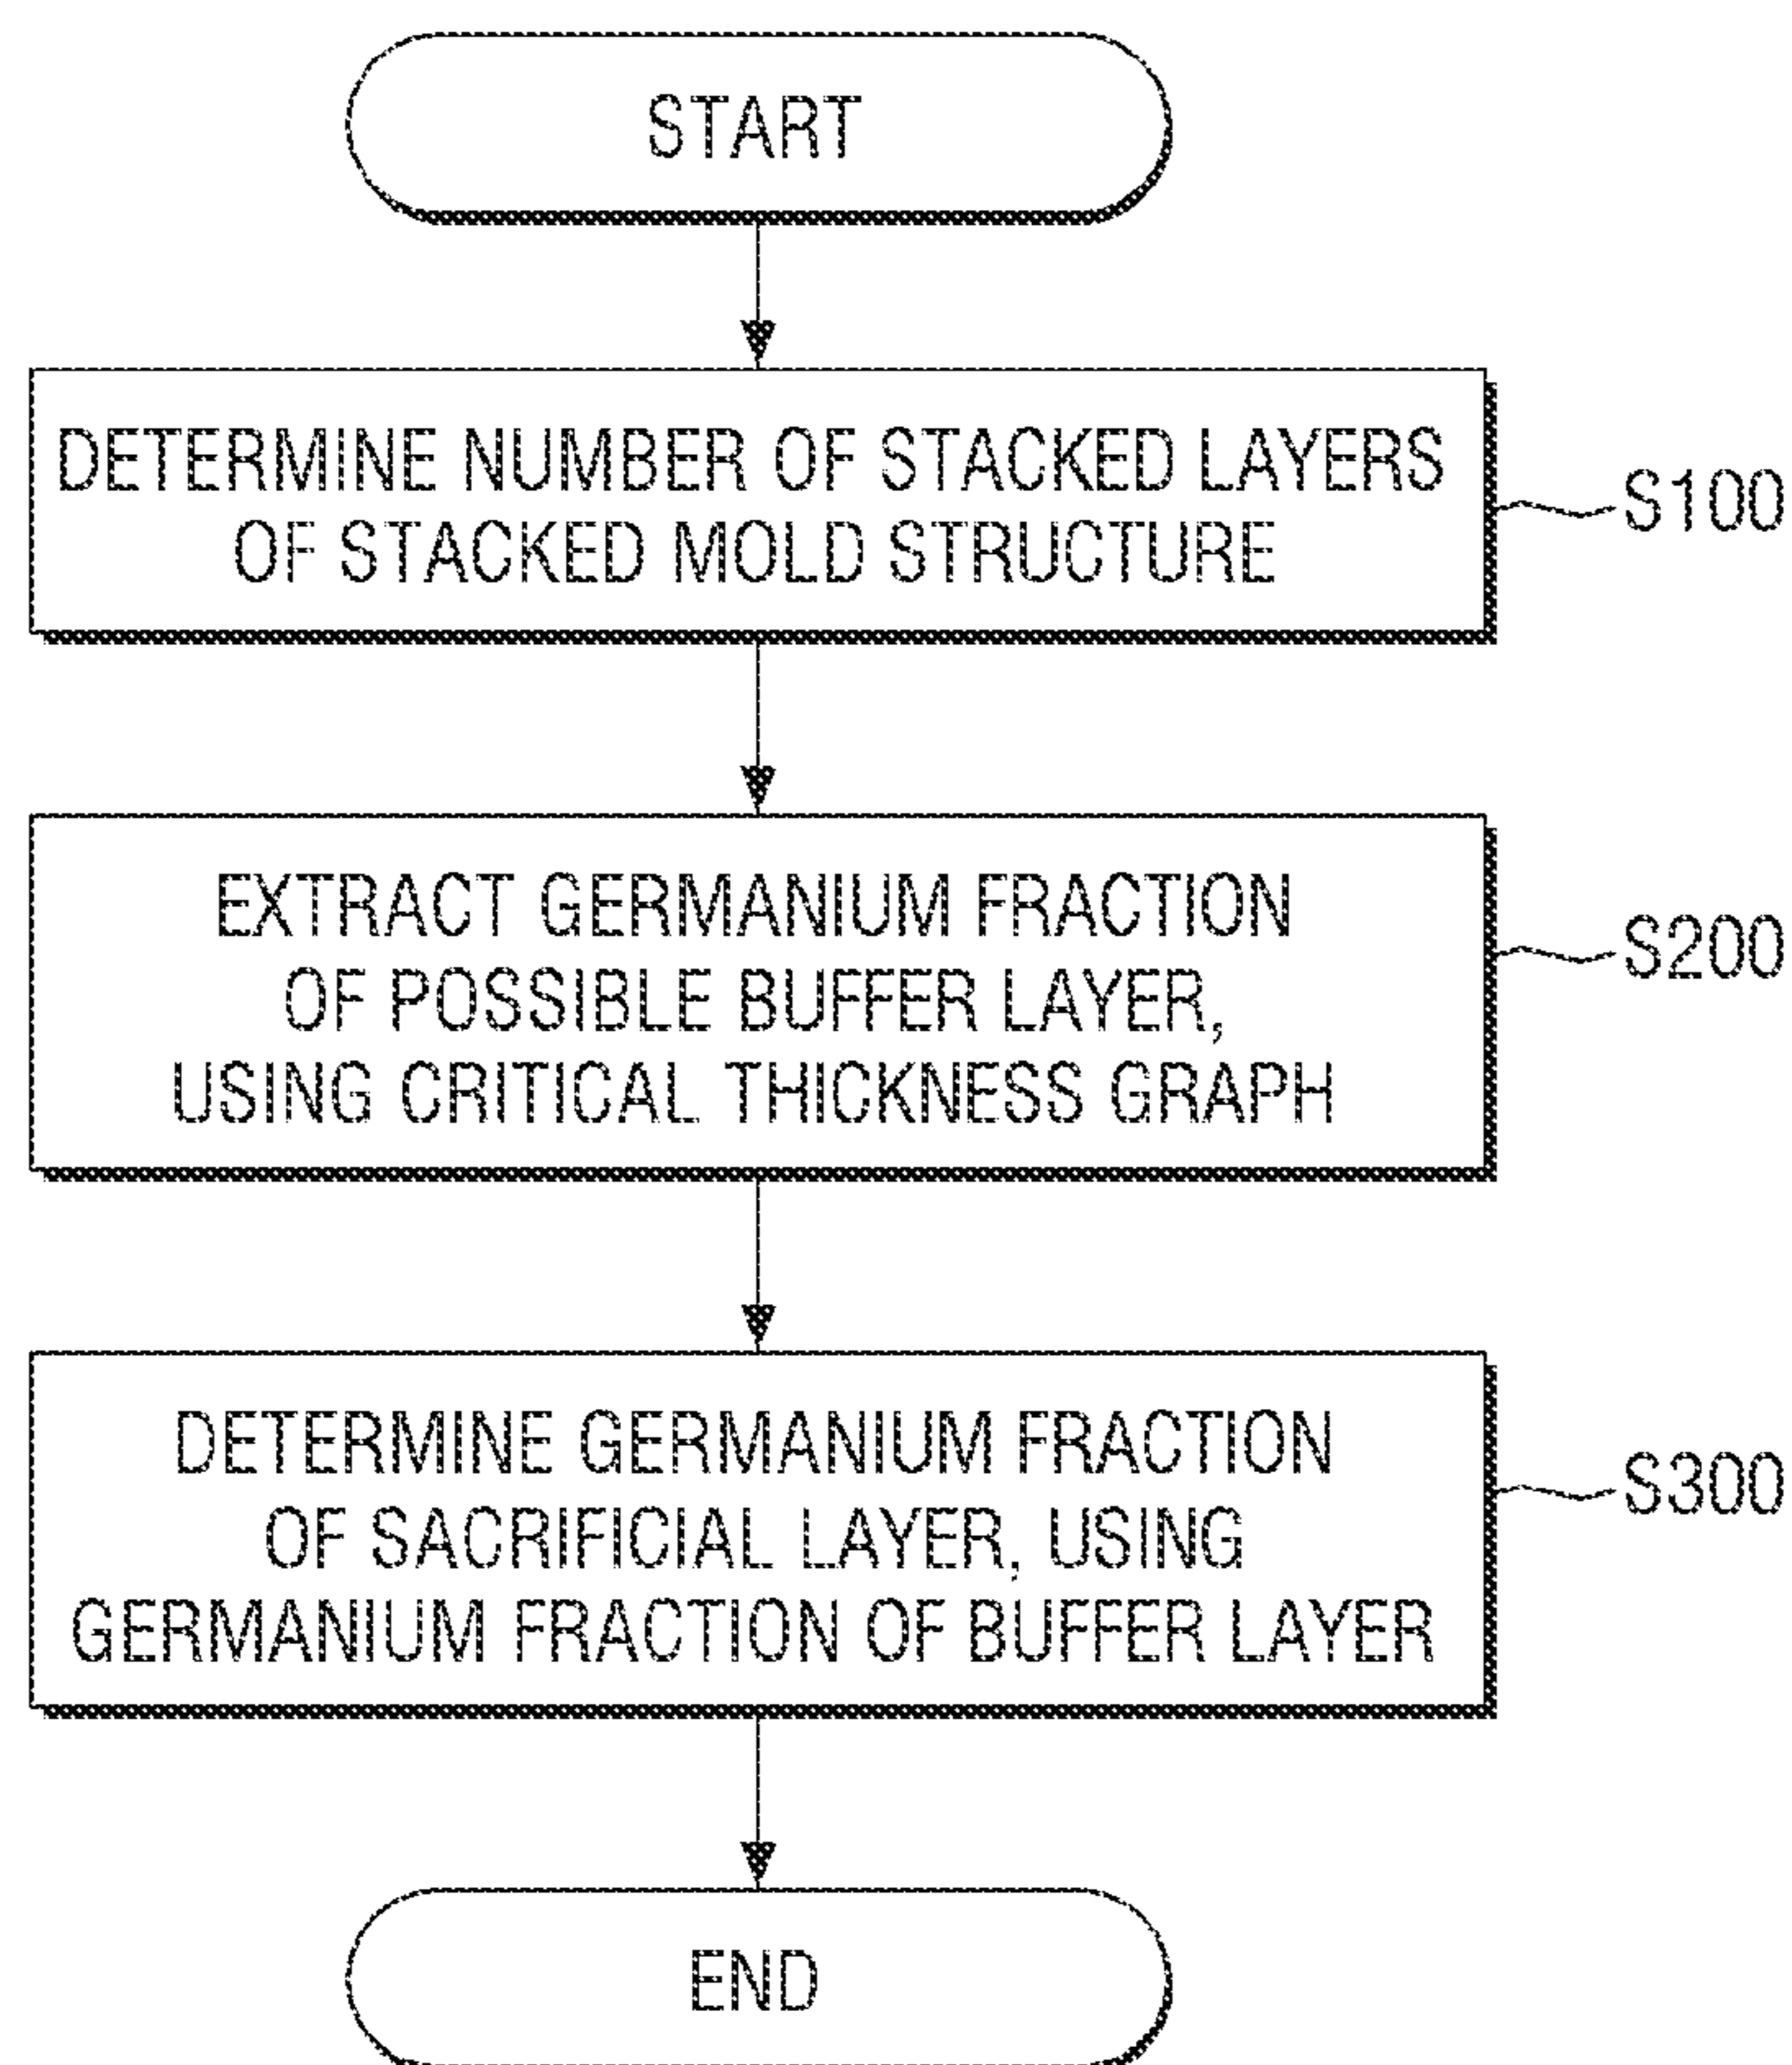 START
DETERMINE NUMBER OF STACKED LAYERS
OF STACKED MOLD STRUCTURE
S100
EXTRACT GERMANIUM FRACTION
OF POSSIBLE BUFFER LAYER,
USING CRITICAL THICKNESS GRAPH
S200
DETERMINE GERMANIUM FRACTION
OF SACRIFICIAL LAYER, USING
GERMANIUM FRACTION OF BUFFER LAYER
S300
END